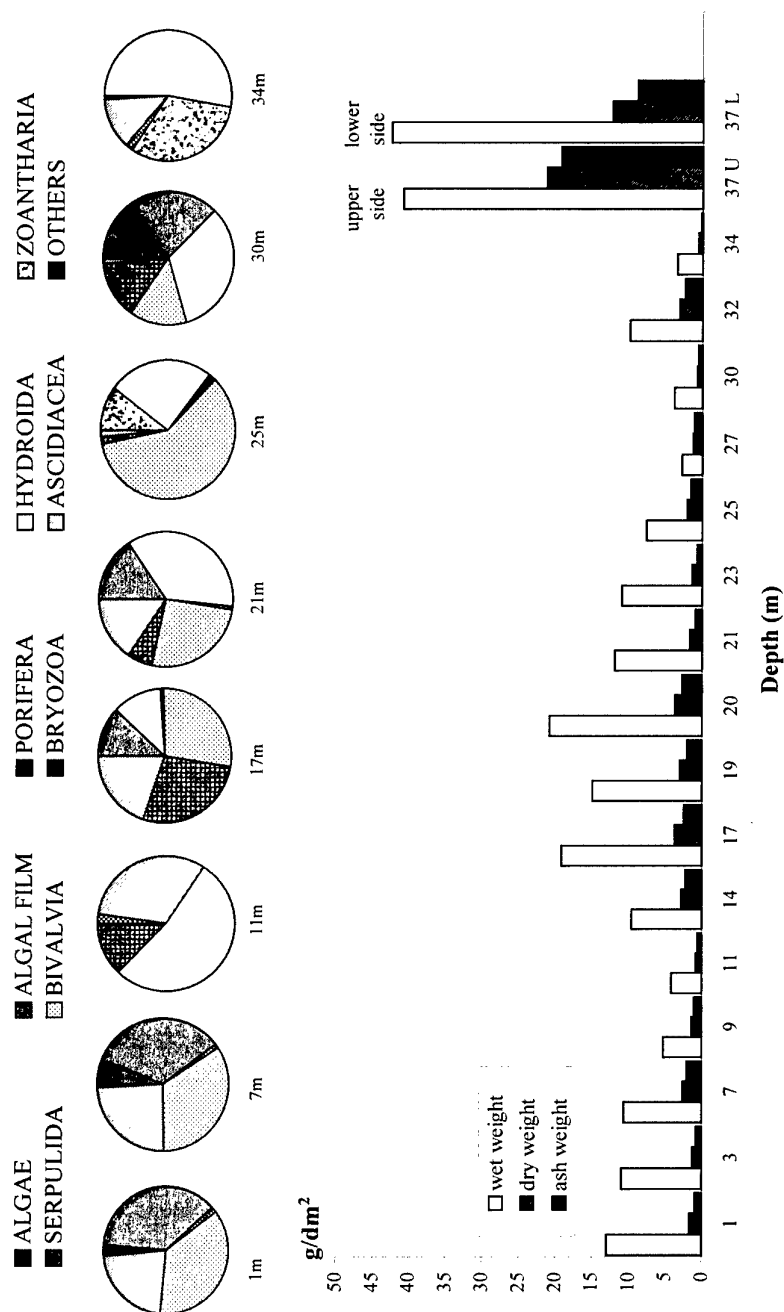 ALGAE
ALGAL FILM
PORIFERA
HYDROIDA
ZOANTHARIA
SERPULIDA
BIVALVIA
BRYOZOA
ASCIDIACEA
OTHERS
1m
7m
11m
17m
21m
25m
30m
34m
g/dm²
50
45
40
35
30
25
20
15
10
5
0
wet weight
dry weight
ash weight
upper
side
lower
side
1
3
7
9
11
14
17
19
20
21
23
25
27
30
32
34
37 U
37 L
Depth (m)